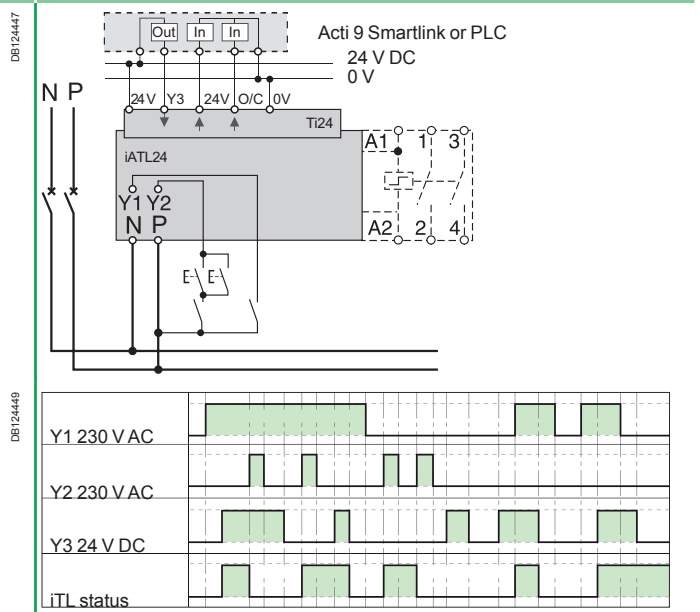 DB124447
Out In In
Acti 9 Smartlink or PLC
24 V DC
0 V
N P
24V Y3 24V O/C 0V
Ti24
iATL24
A1 1 3
Y1 Y2
N P
A2 2 4
E E
DB124449
Y1 230 V AC
Y2 230 V AC
Y3 24 V DC
iTL status